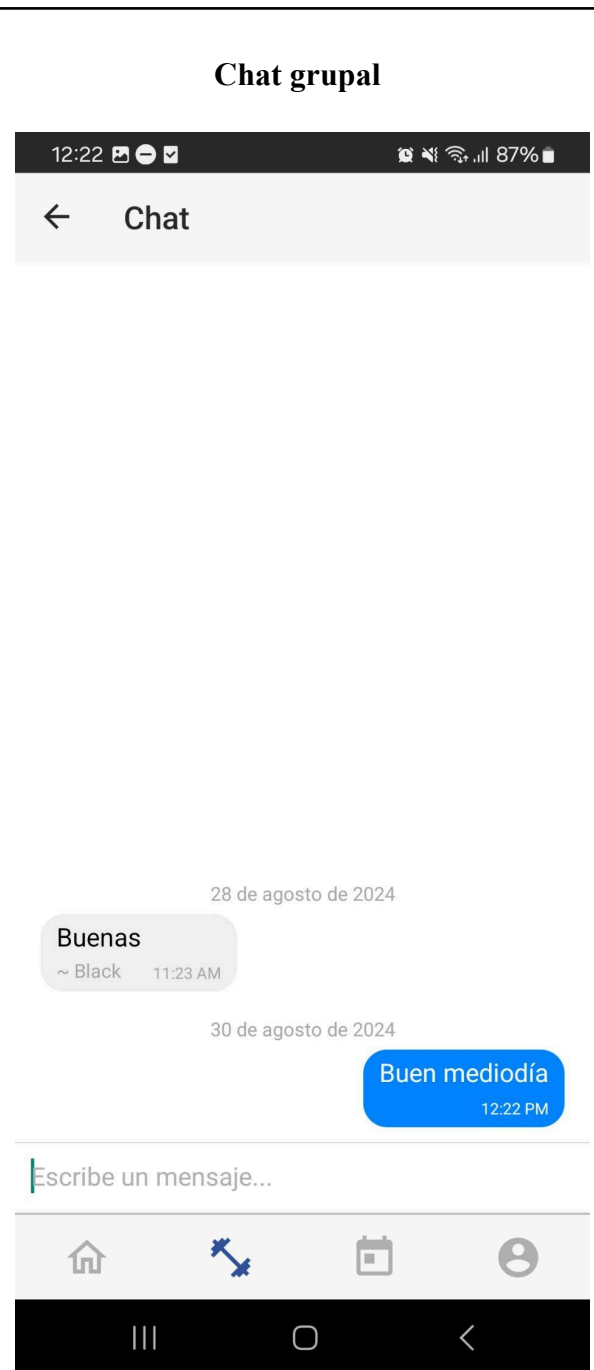 Chat grupal
12:22 87%
Chat
28 de agosto de 2024
Buenas
~ Black 11:23 AM
30 de agosto de 2024
Buen mediodía
12:22 PM
Escribe un mensaje...